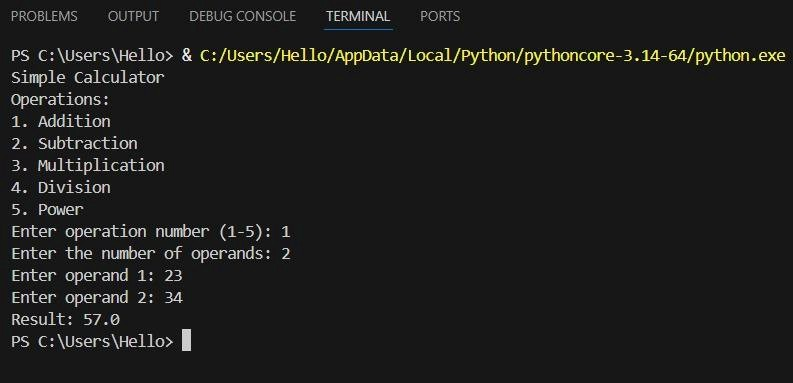 PROBLEMS OUTPUT DEBUG CONSOLE TERMINAL PORTS
PS C:\Users\Hello> & C:/Users/Hello/AppData/Local/Python/pythoncore-3.14-64/python.exe
Simple Calculator
Operations:
1. Addition
2. Subtraction
3. Multiplication
4. Division
5. Power
Enter operation number (1-5): 1
Enter the number of operands: 2
Enter operand 1: 23
Enter operand 2: 34
Result: 57.0
PS C:\Users\Hello>